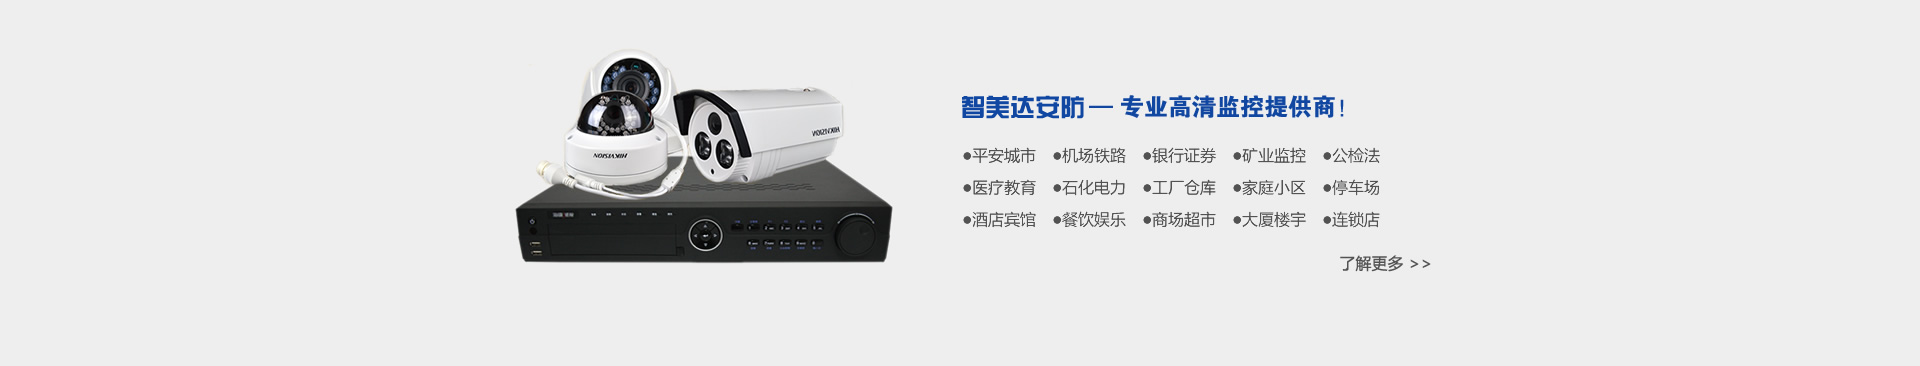 HIKVISION
HIKVISION
智美达安防— 专业高清监控提供商!
●平安城市 ●机场铁路 ●银行证券 ●矿业监控 ●公检法
●医疗教育 ●石化电力 ●工厂仓库 ●家庭小区 ●停车场
●酒店宾馆 ●餐饮娱乐 ●商场超市 ●大厦楼宇 ●连锁店
了解更多 >>